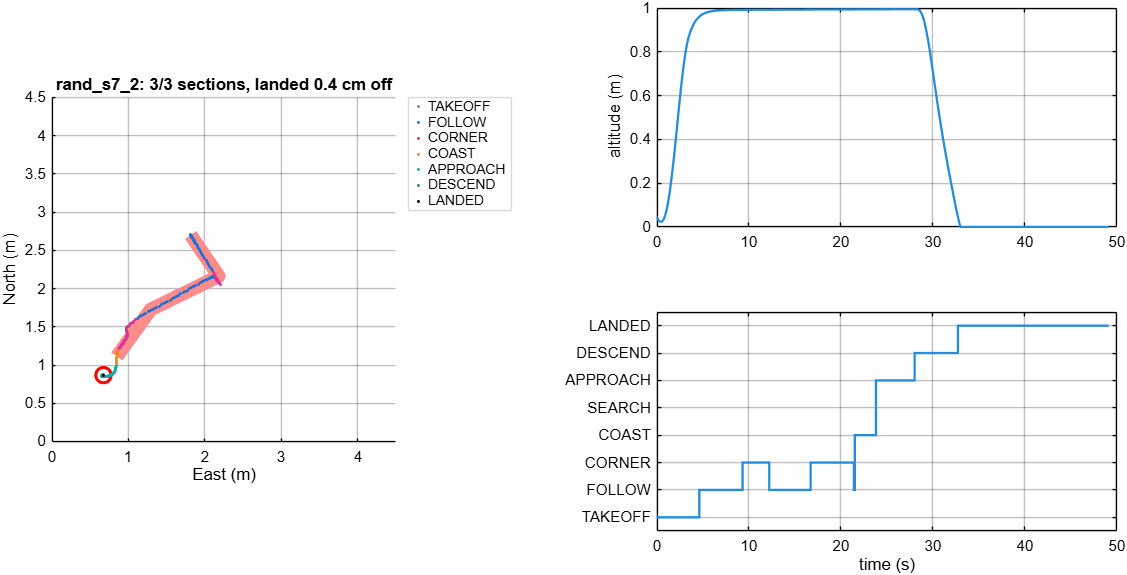 rand_s7_2: 3/3 sections, landed 0.4 cm off
North (m)
4.5
4
3.5
3
2.5
2
1.5
1
0.5
0
0 1 2 3 4
East (m)
TAKEOFF
FOLLOW
CORNER
COAST
APPROACH
DESCEND
LANDED
altitude (m)
1
0.8
0.6
0.4
0.2
0
0 10 20 30 40 50
LANDED
DESCEND
APPROACH
SEARCH
COAST
CORNER
FOLLOW
TAKEOFF
0 10 20 30 40 50
time (s)